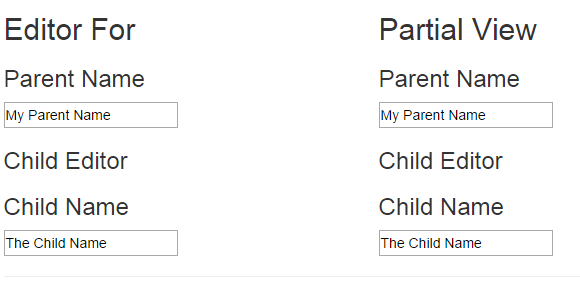 Editor For
Parent Name
My Parent Name
Child Editor
Child Name
The Child Name
Partial View
Parent Name
My Parent Name
Child Editor
Child Name
The Child Name